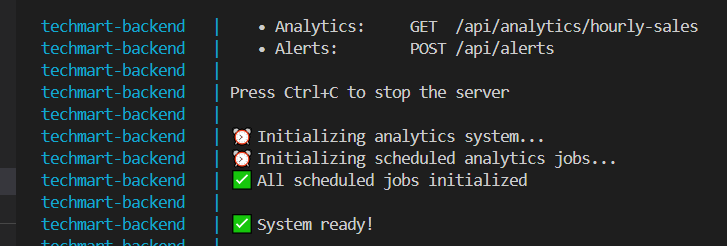 techmart-backend | • Analytics: GET /api/analytics/hourly-sales
techmart-backend | • Alerts: POST /api/alerts
techmart-backend |
techmart-backend | Press Ctrl+C to stop the server
techmart-backend |
techmart-backend | ⏰ Initializing analytics system...
techmart-backend | ⏰ Initializing scheduled analytics jobs...
techmart-backend | ✅ All scheduled jobs initialized
techmart-backend |
techmart-backend | ✅ System ready!
techmart-backend |